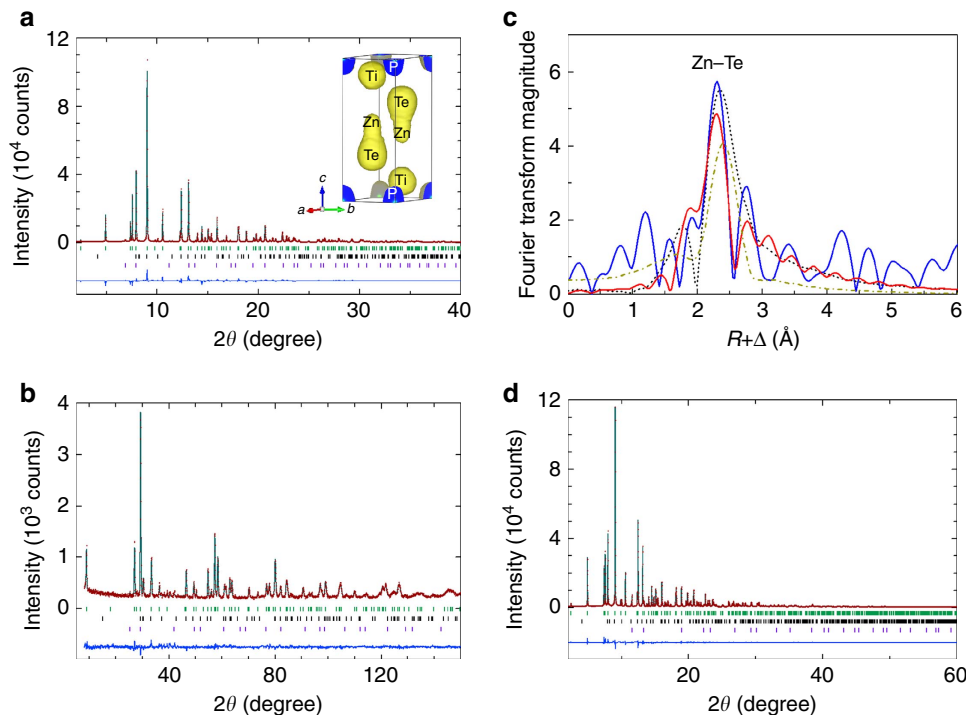 a
12
8
4
0
Intensity (10⁴ counts)
10
20
30
40
2θ (degree)
P
Ti
Te
Zn
Zn
Te
Ti
P
c
a
b
c
Zn–Te
6
4
2
0
Fourier transform magnitude
0
1
2
3
4
5
6
R+Δ (Å)
b
4
3
2
1
0
Intensity (10³ counts)
40
80
120
2θ (degree)
d
12
8
4
0
Intensity (10⁴ counts)
20
40
60
2θ (degree)